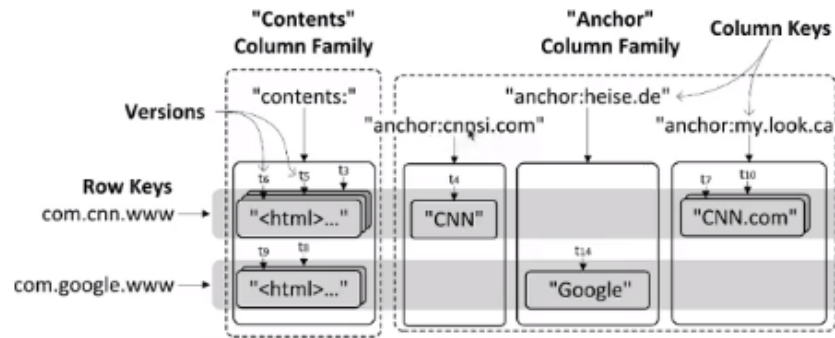 "Contents"
Column Family
"Anchor"
Column Family
Column Keys
"contents:"
"anchor:heise.de"
Versions
"anchor:cnnsi.com"
"anchor:my.look.ca
Row Keys
t6 t5 t3 t4 t7 t10
com.cnn.www
"<html>..." "CNN" "CNN.com"
t9 t8 t14
com.google.www
"<html>..." "Google"